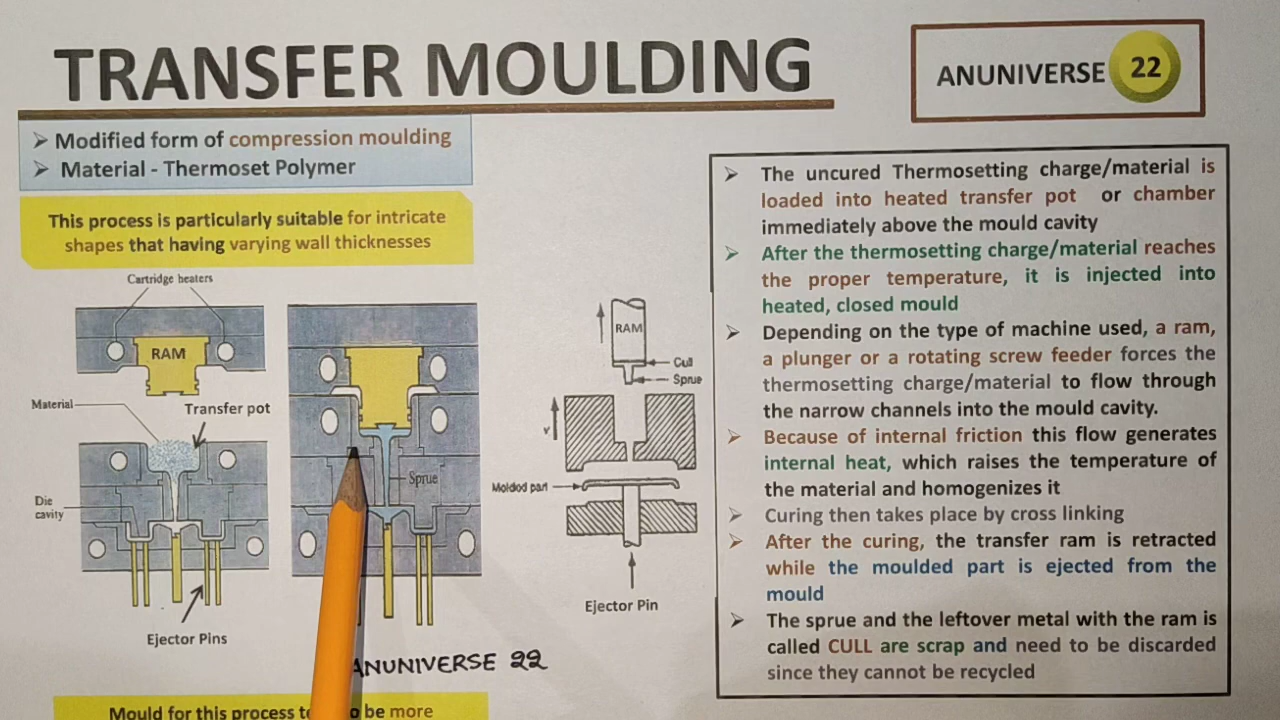 TRANSFER MOULDING
ANUNIVERSE 22
➢ Modified form of compression moulding
➢ Material - Thermoset Polymer
This process is particularly suitable for intricate
shapes that having varying wall thicknesses
Cartridge heaters
RAM
Material
Transfer pot
Die
cavity
Ejector Pins
Sprue
RAM
Cull
Sprue
v
Molded part
Ejector Pin
ANUNIVERSE 22
Mould for this process be more
➢ The uncured Thermosetting charge/material is
loaded into heated transfer pot or chamber
immediately above the mould cavity
➢ After the thermosetting charge/material reaches
the proper temperature, it is injected into
heated, closed mould
➢ Depending on the type of machine used, a ram,
a plunger or a rotating screw feeder forces the
thermosetting charge/material to flow through
the narrow channels into the mould cavity.
➢ Because of internal friction this flow generates
internal heat, which raises the temperature of
the material and homogenizes it
➢ Curing then takes place by cross linking
➢ After the curing, the transfer ram is retracted
while the moulded part is ejected from the
mould
➢ The sprue and the leftover metal with the ram is
called CULL are scrap and need to be discarded
since they cannot be recycled